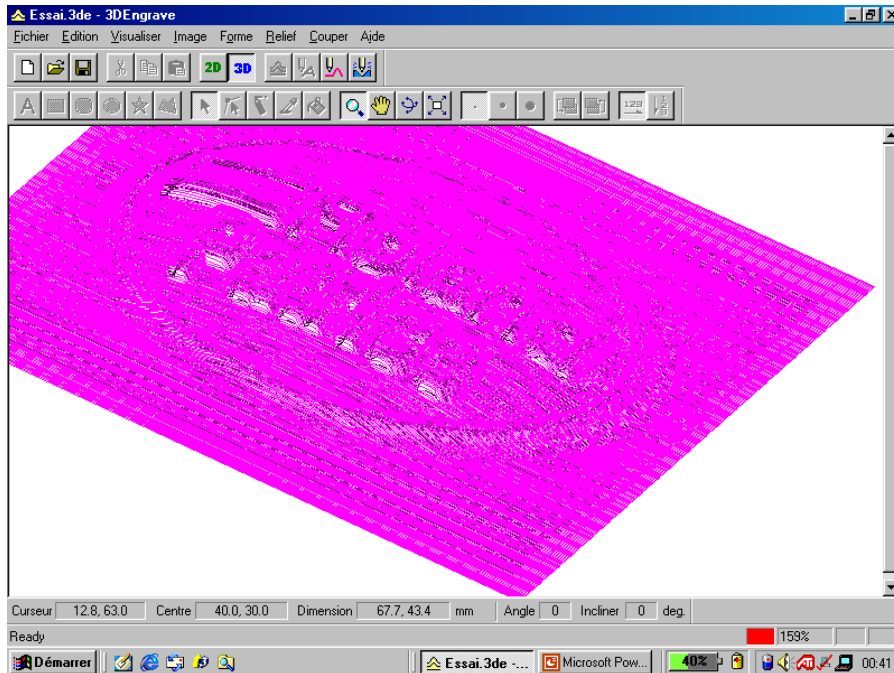 Essai.3de - 3DEngrave
Fichier Edition Visualiser Image Forme Relief Couper Aide
2D 3D
A 123
Curseur 12.8, 63.0 Centre 40.0, 30.0 Dimension 67.7, 43.4 mm Angle 0 Incliner 0 deg.
Ready 159%
Démarrer Essai.3de -... Microsoft Pow... 40% 00:41